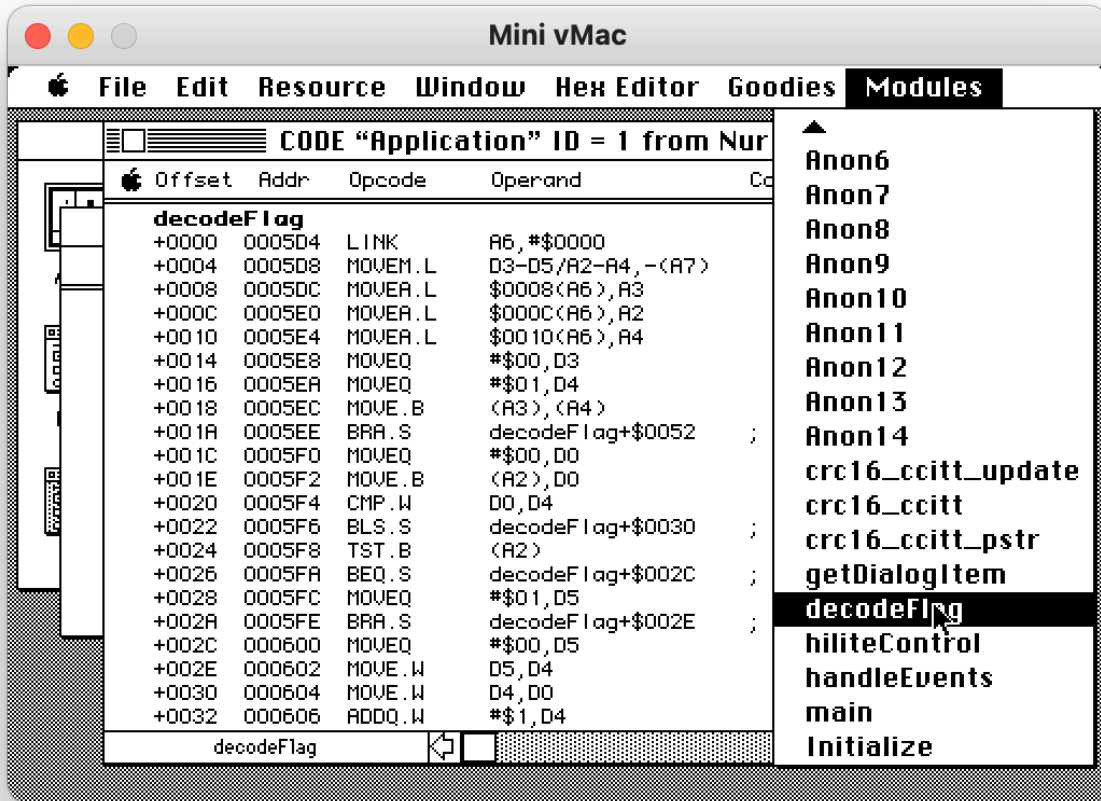 Mini vMac
File Edit Resource Window Hex Editor Goodies Modules
CODE “Application” ID = 1 from Nur
Offset Addr Opcode Operand Co
decodeFlag
+0000 0005D4 LINK A6,#$0000
+0004 0005D8 MOVEM.L D3-D5/A2-A4,-(A7)
+0008 0005DC MOVEA.L $0008(A6),A3
+000C 0005E0 MOVEA.L $000C(A6),A2
+0010 0005E4 MOVEA.L $0010(A6),A4
+0014 0005E8 MOVEQ #$00,D3
+0016 0005EA MOVEQ #$01,D4
+0018 0005EC MOVE.B (A3),(A4)
+001A 0005EE BRA.S decodeFlag+$0052 ;
+001C 0005F0 MOVEQ #$00,D0
+001E 0005F2 MOVE.B (A2),D0
+0020 0005F4 CMP.W D0,D4
+0022 0005F6 BLS.S decodeFlag+$0030 ;
+0024 0005F8 TST.B (A2)
+0026 0005FA BEQ.S decodeFlag+$002C ;
+0028 0005FC MOVEQ #$01,D5
+002A 0005FE BRA.S decodeFlag+$002E ;
+002C 000600 MOVEQ #$00,D5
+002E 000602 MOVE.W D5,D4
+0030 000604 MOVE.W D4,D0
+0032 000606 ADDQ.W #$1,D4
decodeFlag
Anon6
Anon7
Anon8
Anon9
Anon10
Anon11
Anon12
Anon13
Anon14
crc16_ccitt_update
crc16_ccitt
crc16_ccitt_pstr
getDialogItem
decodeFlag
hiliteControl
handleEvents
main
Initialize